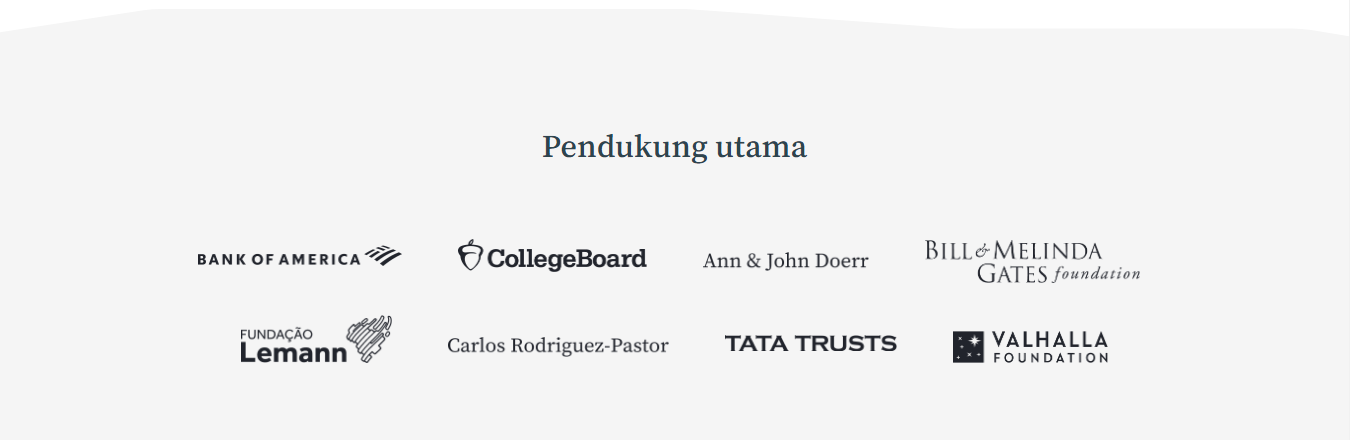 Pendukung utama
BANK OF AMERICA
CollegeBoard
Ann & John Doerr
BILL & MELINDA
GATES foundation
FUNDAÇÃO
Lemann
Carlos Rodriguez-Pastor
TATA TRUSTS
VALHALLA
FOUNDATION